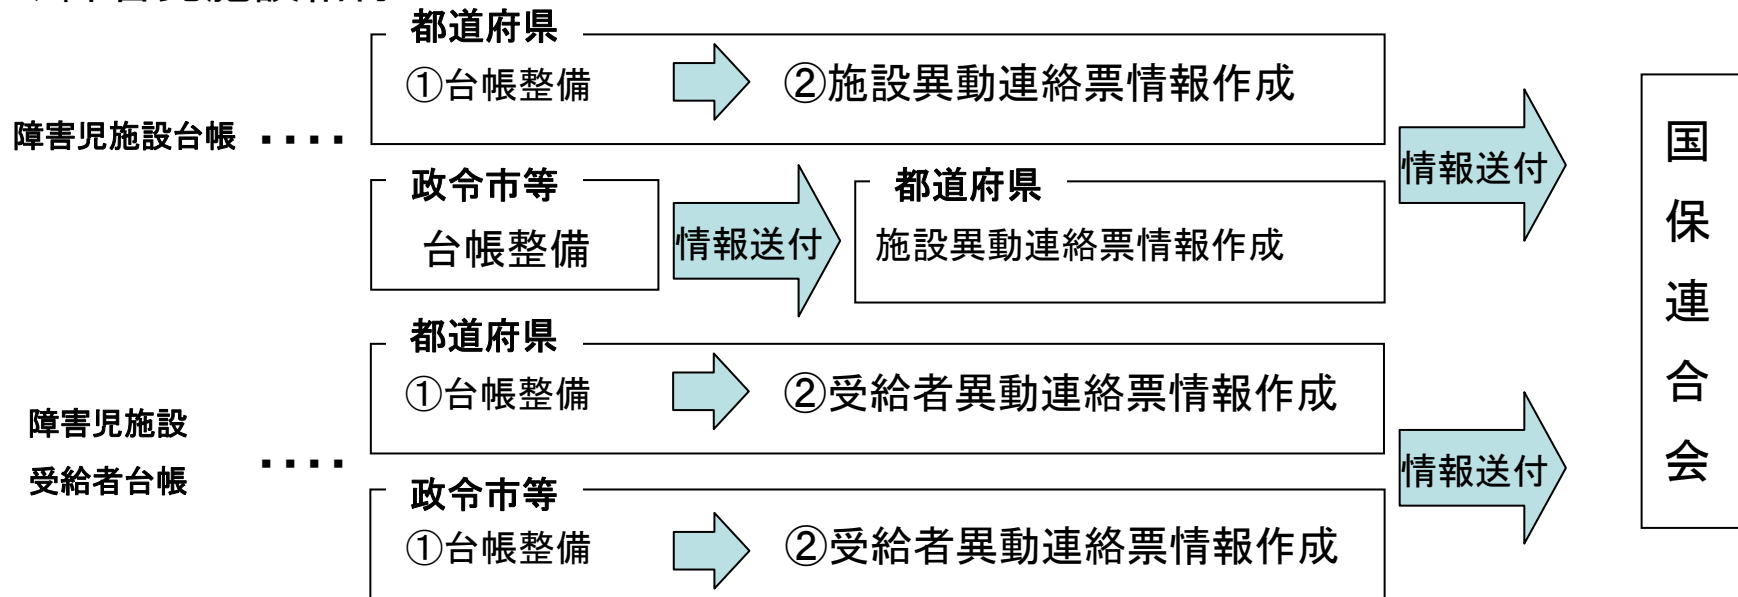 都道府県
①台帳整備
②施設異動連絡票情報作成
障害児施設台帳 ・・・・
情報送付
政令市等
台帳整備
情報送付
都道府県
施設異動連絡票情報作成
都道府県
①台帳整備
②受給者異動連絡票情報作成
障害児施設
受給者台帳
・・・・
情報送付
政令市等
①台帳整備
②受給者異動連絡票情報作成
国保連合会